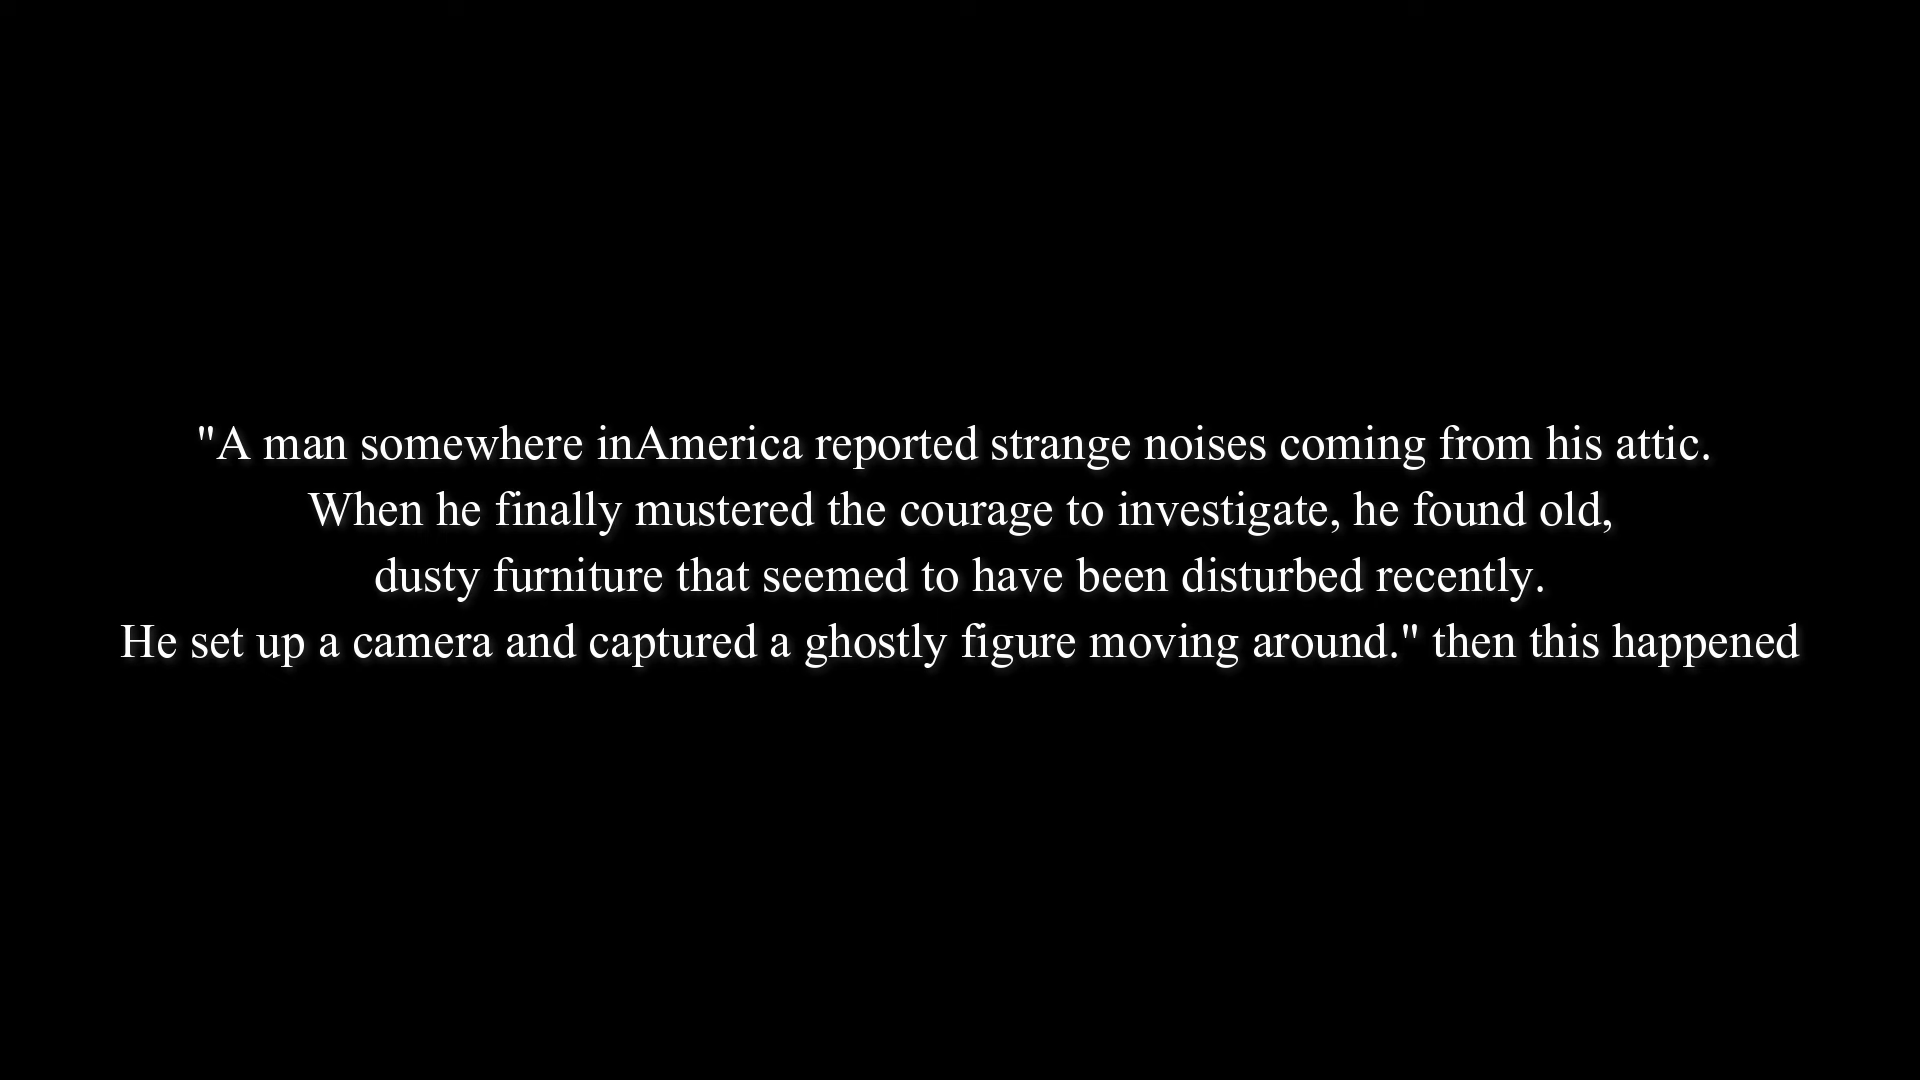 "A man somewhere inAmerica reported strange noises coming from his attic.
When he finally mustered the courage to investigate, he found old,
dusty furniture that seemed to have been disturbed recently.
He set up a camera and captured a ghostly figure moving around." then this happened